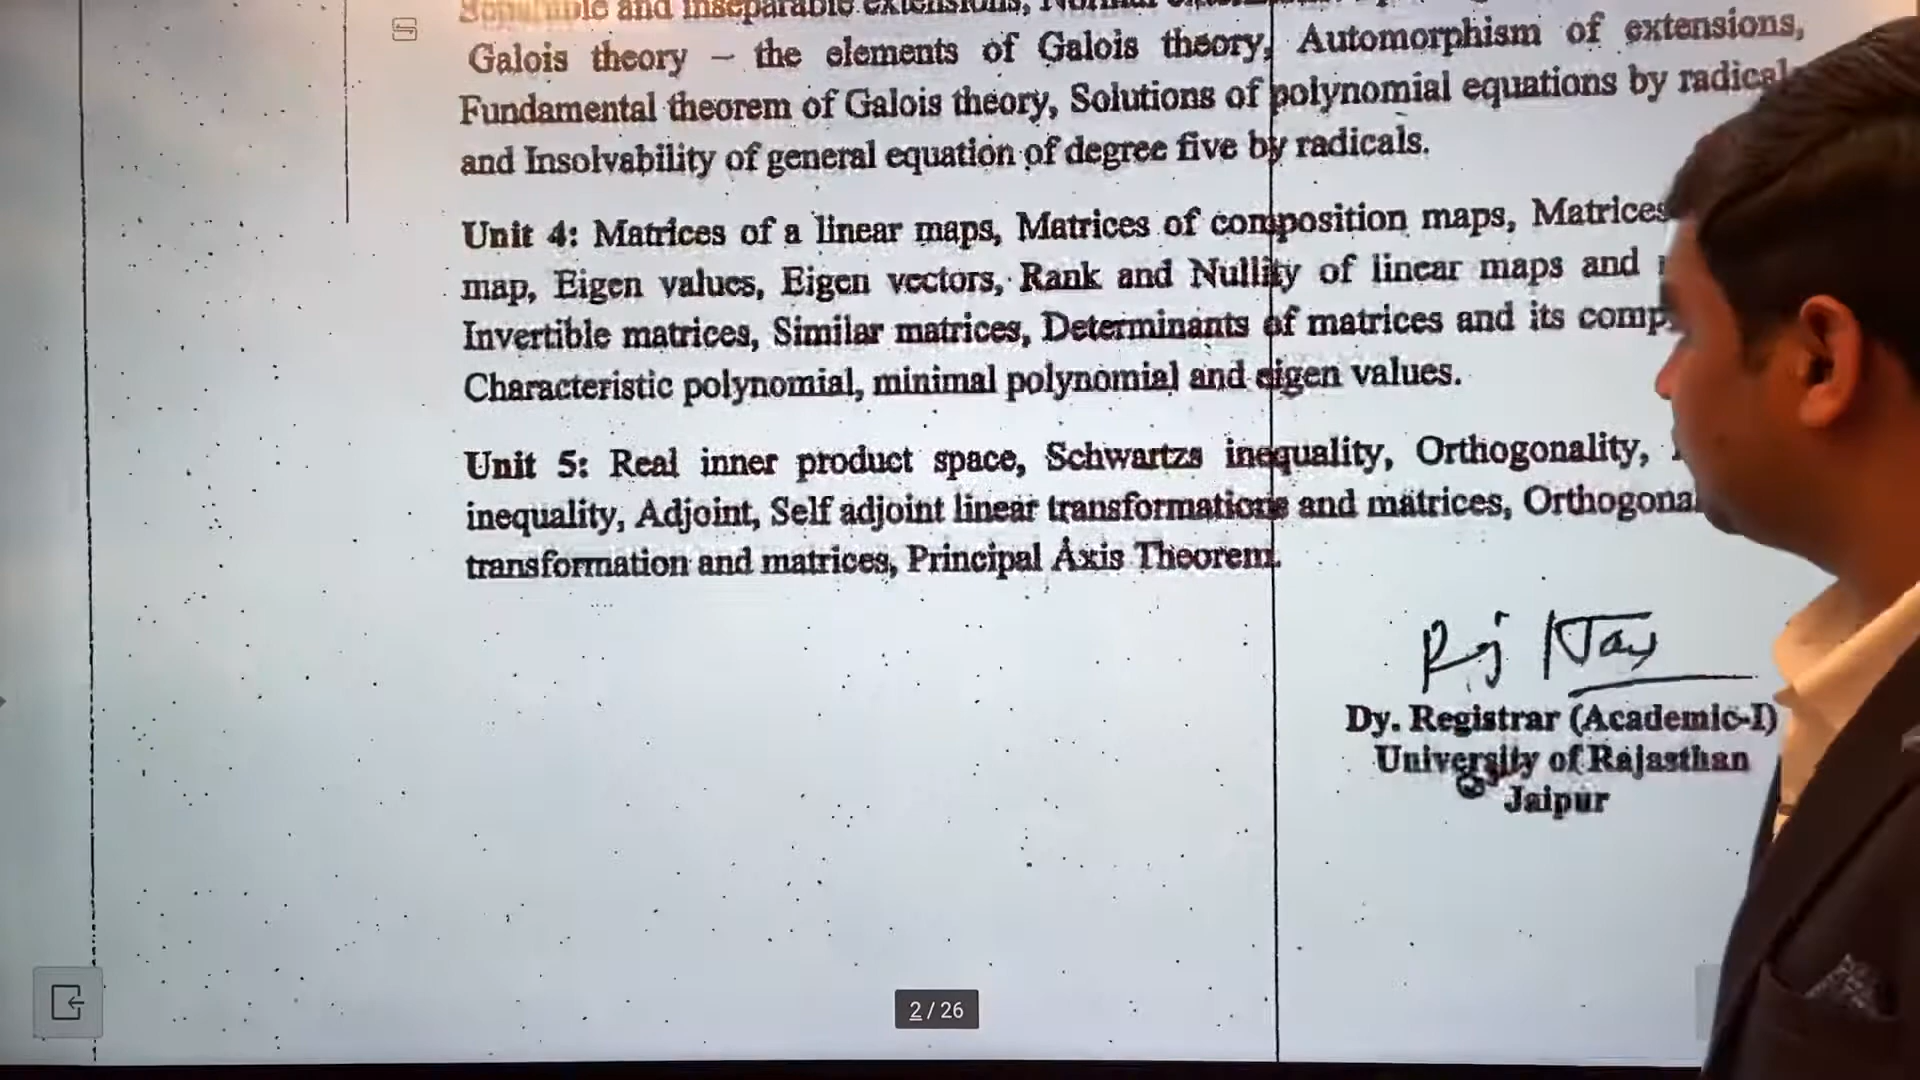 and inseparable extensions,
Galois theory – the elements of Galois theory, Automorphism of extensions,
Fundamental theorem of Galois theory, Solutions of polynomial equations by
and Insolvability of general equation of degree five by radicals.
Unit 4: Matrices of a linear maps, Matrices of composition maps, Matrices
map, Eigen values, Eigen vectors, Rank and Nullity of linear maps and
Invertible matrices, Similar matrices, Determinants of matrices and its
Characteristic polynomial, minimal polynomial and eigen values.
Unit 5: Real inner product space, Schwartzs inequality, Orthogonality,
inequality, Adjoint, Self adjoint linear transformations and matrices,
transformation and matrices, Principal Axis Theorem.
Dy. Registrar (Academic-I)
University of Rajasthan
Jaipur
2 / 26